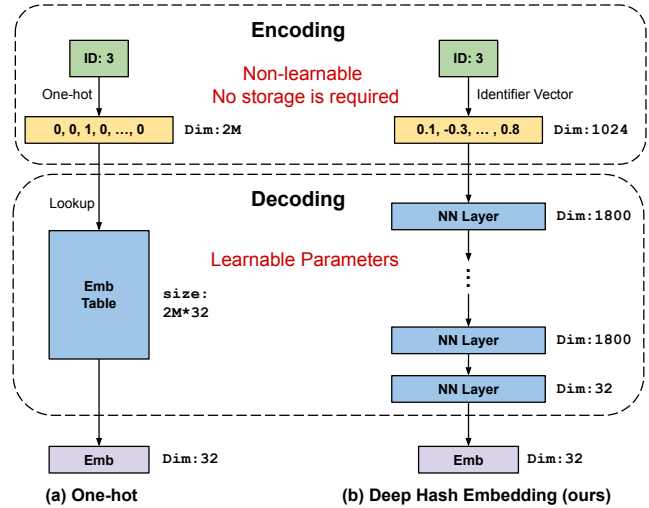 Encoding
ID: 3
ID: 3
Non-learnable
No storage is required
One-hot
Identifier Vector
0, 0, 1, 0, ..., 0
Dim:2M
0.1, -0.3, ... , 0.8
Dim:1024
Decoding
Lookup
NN Layer
Dim:1800
Learnable Parameters
Emb
Table
size:
2M*32
NN Layer
Dim:1800
NN Layer
Dim:32
Emb
Dim:32
Emb
Dim:32
(a) One-hot
(b) Deep Hash Embedding (ours)